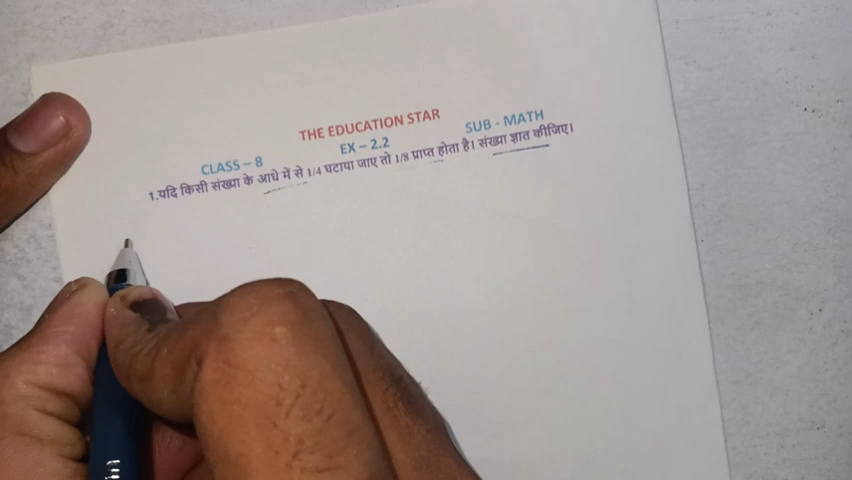 THE EDUCATION STAR
CLASS – 8 EX – 2.2 SUB - MATH
1.यदि किसी संख्या के आधे में से 1/4 घटाया जाए तो 1/8 प्राप्त होता है। संख्या ज्ञात कीजिए।